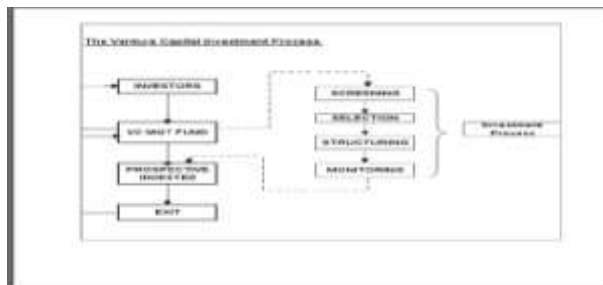 The Venture Capital Investment Process.
INVESTORS
SCREENING
SELECTION
VC MGT FUND
STRUCTURING
Investment
Process
PROSPECTIVE
INVESTEE
MONITORING
EXIT